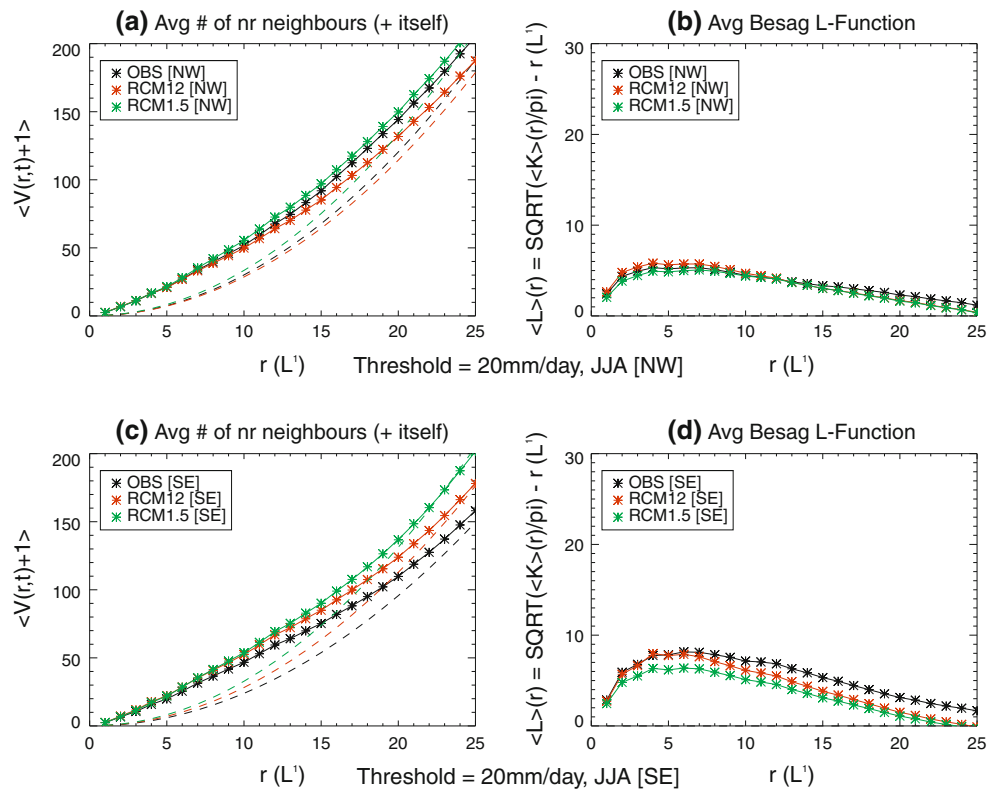 (a) Avg # of nr neighbours (+ itself)
(b) Avg Besag L-Function
<V(r,t)+1>
200
150
100
50
0
OBS [NW]
RCM12 [NW]
RCM1.5 [NW]
0 5 10 15 20 25
r (L¹)
<L>(r) = SQRT(<K>(r)/pi) - r (L¹)
30
20
10
0
OBS [NW]
RCM12 [NW]
RCM1.5 [NW]
0 5 10 15 20 25
r (L¹)
Threshold = 20mm/day, JJA [NW]
(c) Avg # of nr neighbours (+ itself)
(d) Avg Besag L-Function
<V(r,t)+1>
200
150
100
50
0
OBS [SE]
RCM12 [SE]
RCM1.5 [SE]
0 5 10 15 20 25
r (L¹)
<L>(r) = SQRT(<K>(r)/pi) - r (L¹)
30
20
10
0
OBS [SE]
RCM12 [SE]
RCM1.5 [SE]
0 5 10 15 20 25
r (L¹)
Threshold = 20mm/day, JJA [SE]